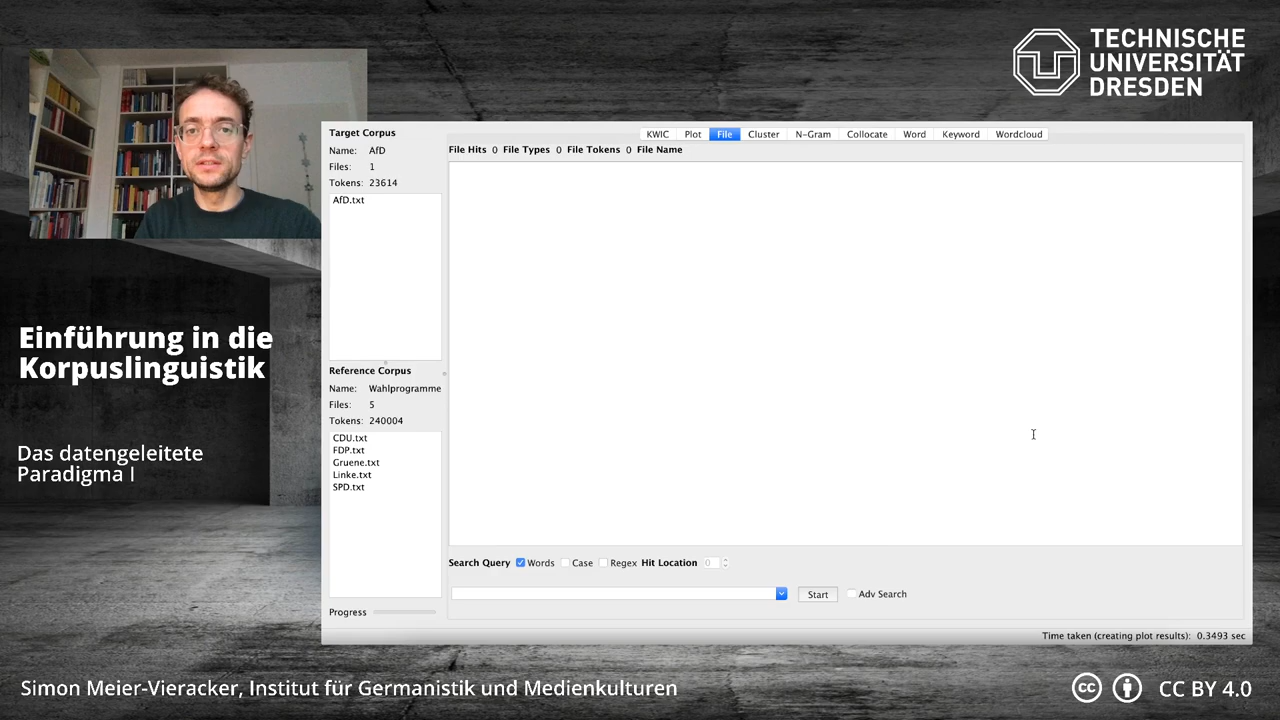 TECHNISCHE
UNIVERSITÄT
DRESDEN
Einführung in die
Korpuslinguistik
Das datengeleitete
Paradigma I
Target Corpus
Name: AfD
Files: 1
Tokens: 23614
AfD.txt
Reference Corpus
Name: Wahlprogramme
Files: 5
Tokens: 240004
CDU.txt
FDP.txt
Gruene.txt
Linke.txt
SPD.txt
Progress
KWIC Plot File Cluster N-Gram Collocate Word Keyword Wordcloud
File Hits 0 File Types 0 File Tokens 0 File Name
Search Query Words Case Regex Hit Location 0
Start Adv Search
Time taken (creating plot results): 0.3493 sec
Simon Meier-Vieracker, Institut für Germanistik und Medienkulturen
cc CC BY 4.0